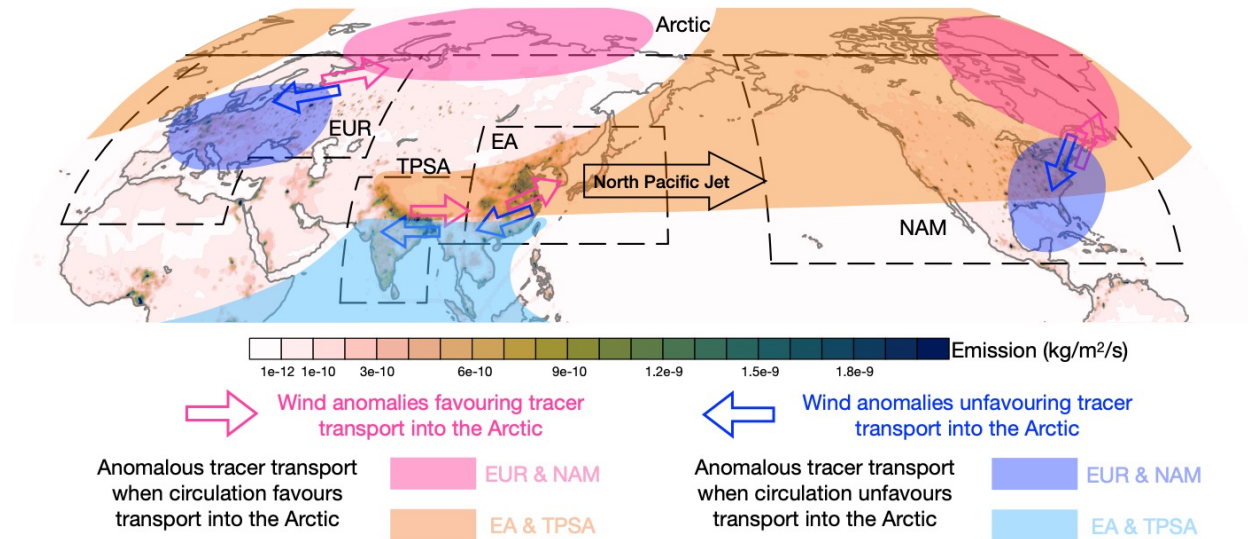 Arctic
EUR
EA
TPSA
North Pacific Jet
NAM
Emission (kg/m²/s)
1e-12 1e-10 3e-10 6e-10 9e-10 1.2e-9 1.5e-9 1.8e-9
Wind anomalies favouring tracer
transport into the Arctic
Wind anomalies unfavouring tracer
transport into the Arctic
Anomalous tracer transport
when circulation favours
transport into the Arctic
EUR & NAM
EA & TPSA
Anomalous tracer transport
when circulation unfavours
transport into the Arctic
EUR & NAM
EA & TPSA